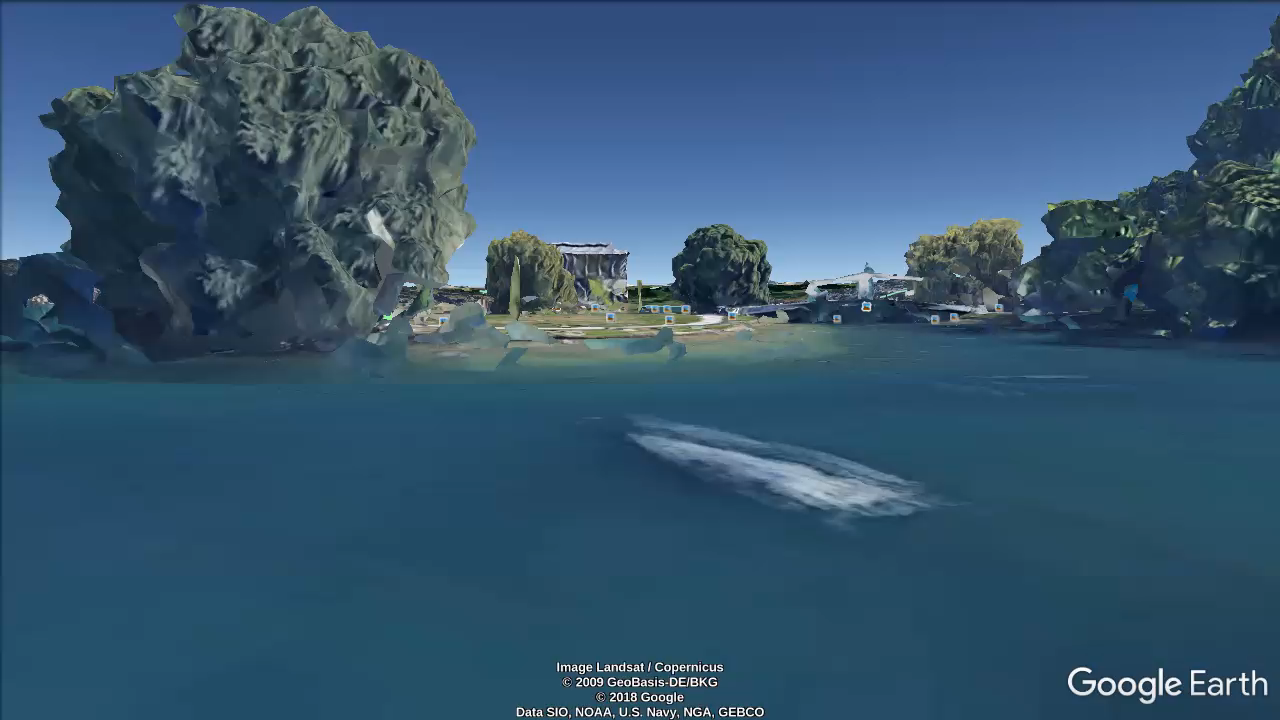 Image Landsat / Copernicus
© 2009 GeoBasis-DE/BKG
© 2018 Google
Data SIO, NOAA, U.S. Navy, NGA, GEBCO
Google Earth